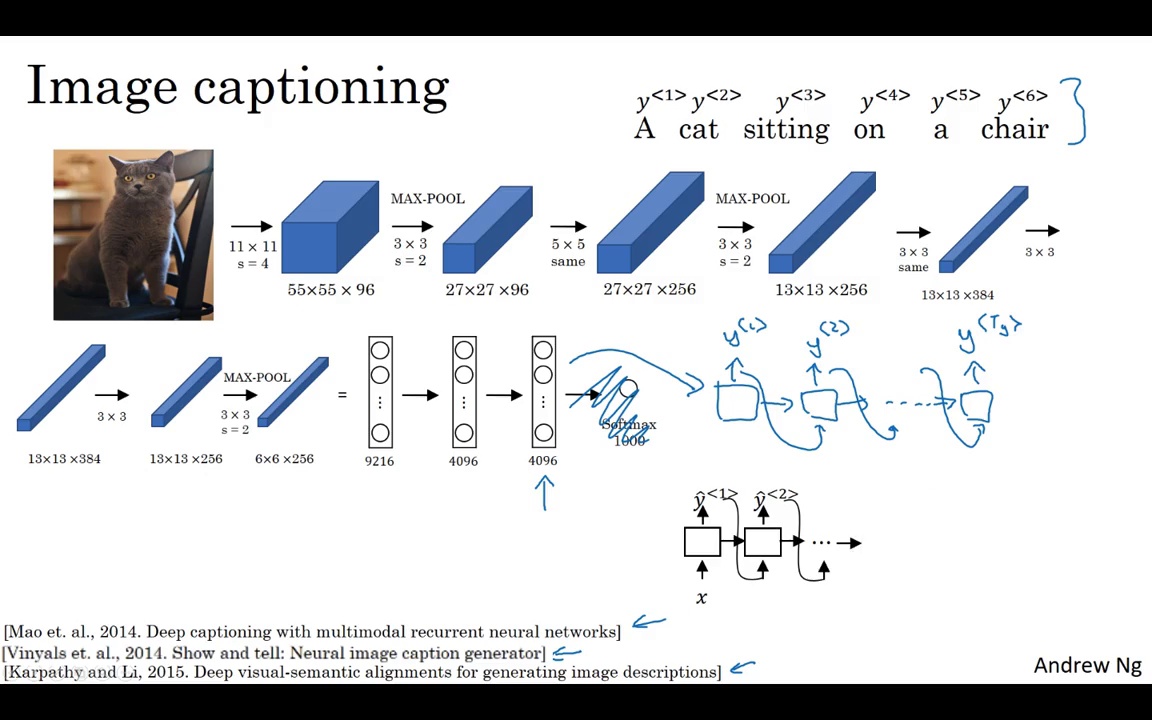 Image captioning
y<1> y<2> y<3> y<4> y<5> y<6>
A cat sitting on a chair
MAX-POOL MAX-POOL
11 × 11 3 × 3 5 × 5 3 × 3 3 × 3 3 × 3
s = 4 s = 2 same s = 2 same
55×55 × 96 27×27 ×96 27×27 ×256 13×13 ×256 13×13 ×384
y<1> y<2> y<Ty>
MAX-POOL
=
3 × 3 3 × 3
s = 2
Softmax
1000
13×13 ×384 13×13 ×256 6×6 ×256 9216 4096 4096
ŷ<1> ŷ<2>
...
x
[Mao et. al., 2014. Deep captioning with multimodal recurrent neural networks]
[Vinyals et. al., 2014. Show and tell: Neural image caption generator]
[Karpathy and Li, 2015. Deep visual-semantic alignments for generating image descriptions]
Andrew Ng